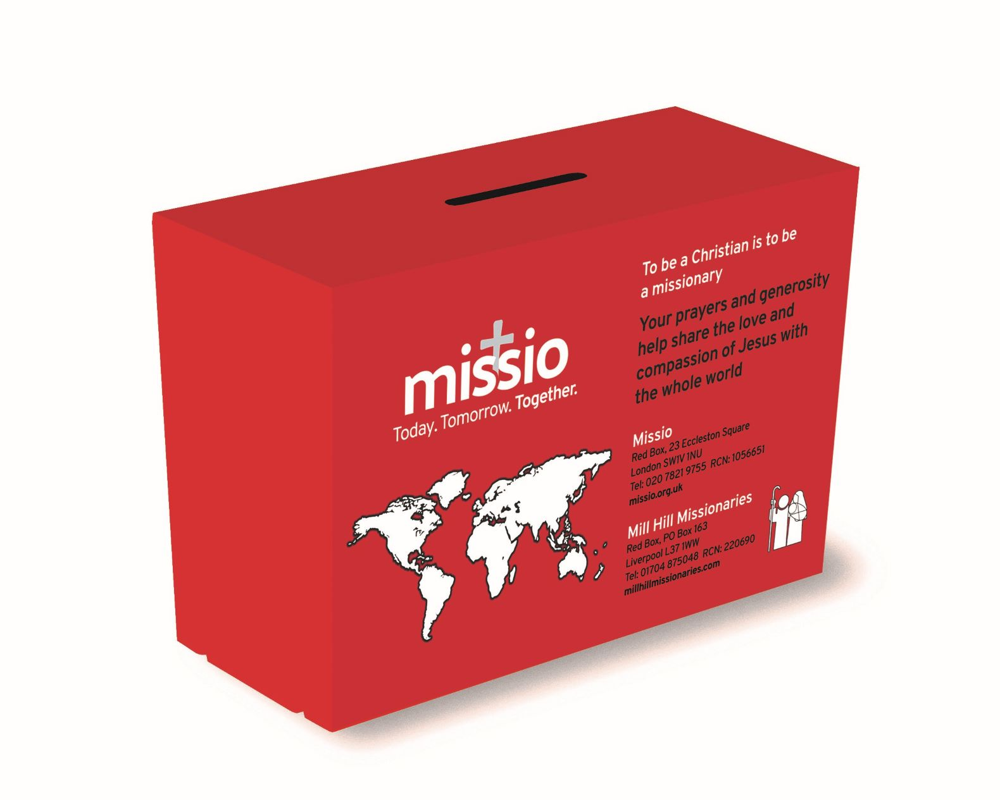 missio
Today. Tomorrow. Together.
To be a Christian is to be
a missionary
Your prayers and generosity
help share the love and
compassion of Jesus with
the whole world
Missio
Red Box, 23 Eccleston Square
London SW1V 1NU
Tel: 020 7821 9755 RCN: 1056651
missio.org.uk
Mill Hill Missionaries
Red Box, PO Box 163
Liverpool L37 1WW
Tel: 01704 875048 RCN: 220690
millhillmissionaries.com